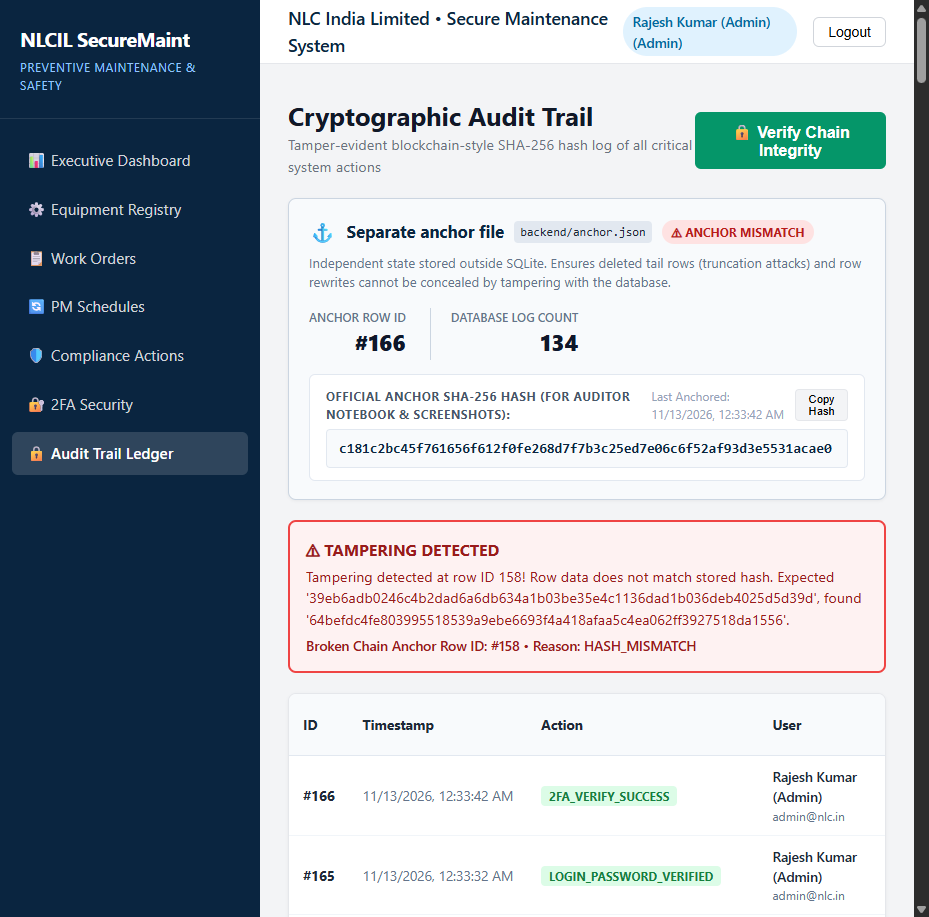 NLCIL SecureMaint
PREVENTIVE MAINTENANCE &
SAFETY
Executive Dashboard
Equipment Registry
Work Orders
PM Schedules
Compliance Actions
2FA Security
Audit Trail Ledger
NLC India Limited • Secure Maintenance
System
Rajesh Kumar (Admin)
(Admin)
Logout
Cryptographic Audit Trail
Tamper-evident blockchain-style SHA-256 hash log of all critical
system actions
Verify Chain
Integrity
Separate anchor file backend/anchor.json ANCHOR MISMATCH
Independent state stored outside SQLite. Ensures deleted tail rows (truncation attacks) and row
rewrites cannot be concealed by tampering with the database.
ANCHOR ROW ID DATABASE LOG COUNT
#166 134
OFFICIAL ANCHOR SHA-256 HASH (FOR AUDITOR
NOTEBOOK & SCREENSHOTS):
Last Anchored:
11/13/2026, 12:33:42 AM
Copy
Hash
c181c2bc45f761656f612f0fe268d7f7b3c25ed7e06c6f52af93d3e5531acae0
TAMPERING DETECTED
Tampering detected at row ID 158! Row data does not match stored hash. Expected
'39eb6adb0246c4b2dad6a6db634a1b03be35e4c1136dad1b036deb4025d5d39d', found
'64befdc4fe803995518539a9ebe6693f4a418afaa5c4ea062ff3927518da1556'.
Broken Chain Anchor Row ID: #158 • Reason: HASH_MISMATCH
ID Timestamp Action User
#166 11/13/2026, 12:33:42 AM 2FA_VERIFY_SUCCESS
Rajesh Kumar
(Admin)
admin@nlc.in
#165 11/13/2026, 12:33:32 AM LOGIN_PASSWORD_VERIFIED
Rajesh Kumar
(Admin)
admin@nlc.in